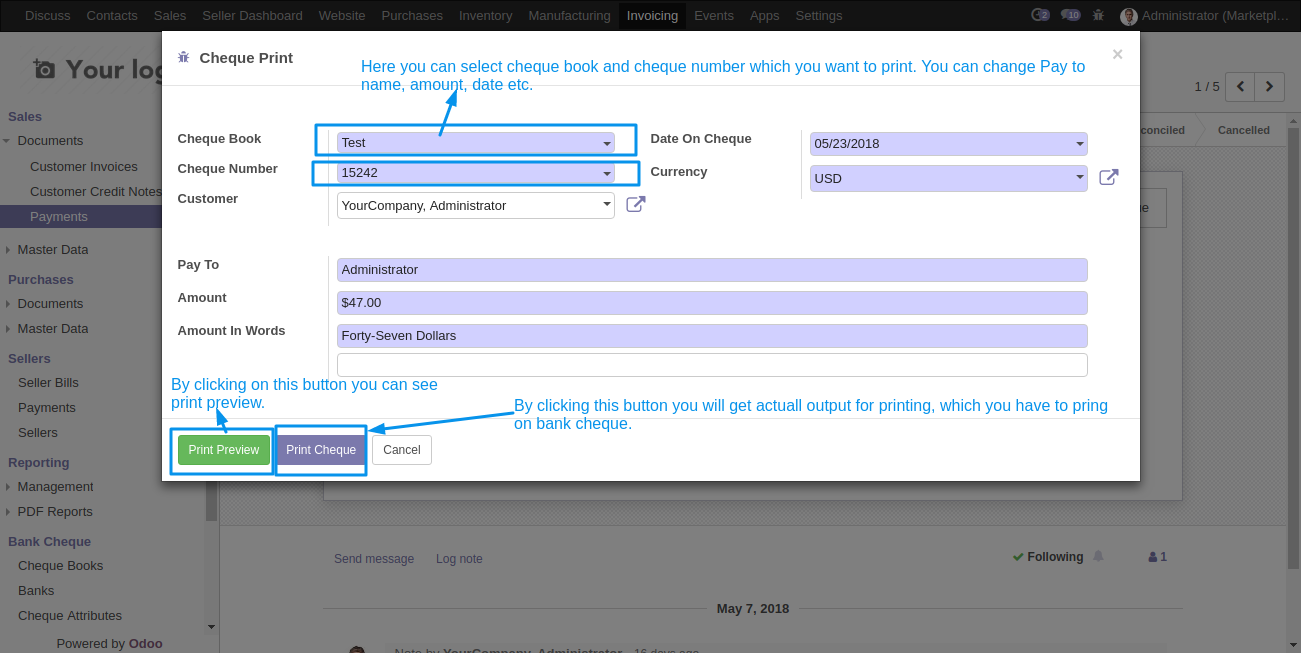 Discuss Contacts Sales Seller Dashboard Website Purchases Inventory Manufacturing Invoicing Events Apps Settings 2 10 Administrator (Marketpl...
Your log
Cheque Print
×
Here you can select cheque book and cheque number which you want to print. You can change Pay to
name, amount, date etc.
1 / 5
Sales
Documents
Customer Invoices
Customer Credit Notes
Payments
Master Data
Purchases
Documents
Master Data
Sellers
Seller Bills
Payments
Sellers
Reporting
Management
PDF Reports
Bank Cheque
Cheque Books
Banks
Cheque Attributes
Powered by Odoo
Cheque Book Test
Date On Cheque 05/23/2018
Cheque Number 15242
Currency USD
Customer YourCompany, Administrator
conciled Cancelled
Pay To Administrator
Amount $47.00
Amount In Words Forty-Seven Dollars
By clicking on this button you can see
print preview.
By clicking this button you will get actuall output for printing, which you have to pring
on bank cheque.
Print Preview Print Cheque Cancel
Send message Log note
Following 1
May 7, 2018
Note by YourCompany, Administrator - 16 days ago